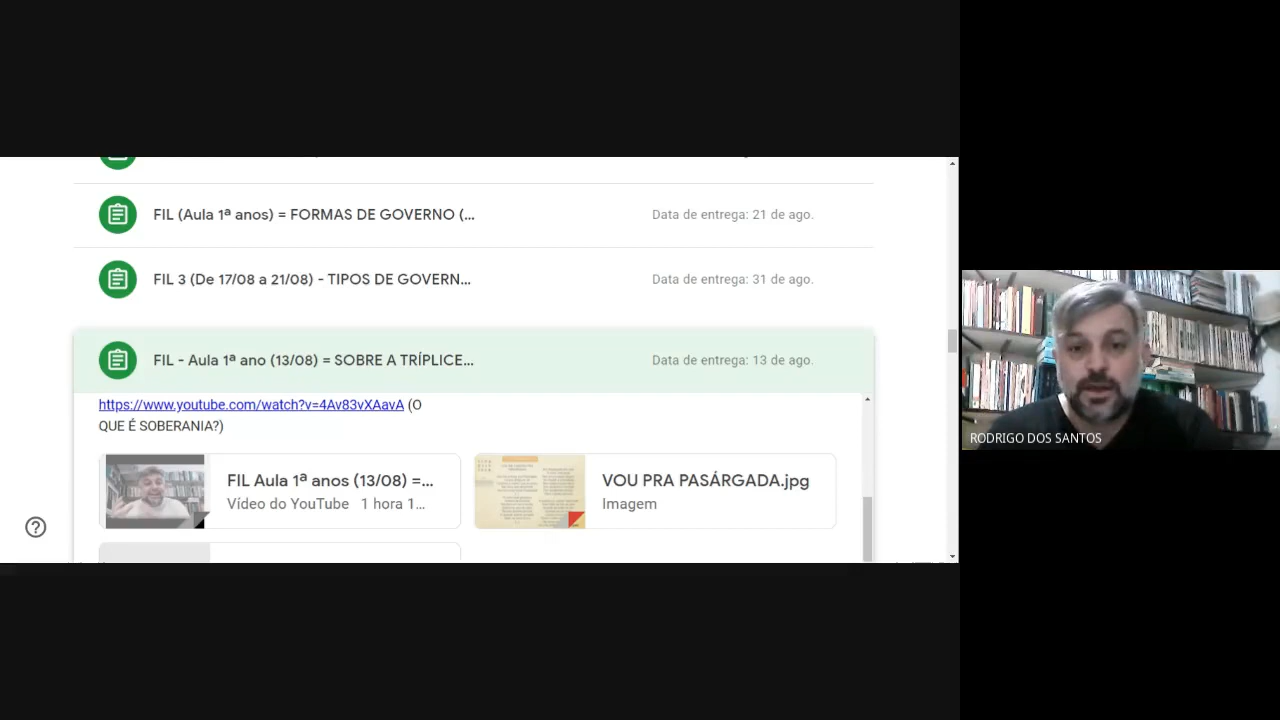 FIL (Aula 1ª anos) = FORMAS DE GOVERNO (...
Data de entrega: 21 de ago.
FIL 3 (De 17/08 a 21/08) - TIPOS DE GOVERN...
Data de entrega: 31 de ago.
FIL - Aula 1ª ano (13/08) = SOBRE A TRÍPLICE...
Data de entrega: 13 de ago.
https://www.youtube.com/watch?v=4Av83vXAavA (O
QUE É SOBERANIA?)
FIL Aula 1ª anos (13/08) =...
Vídeo do YouTube 1 hora 1...
VOU PRA PASÁRGADA.jpg
Imagem
RODRIGO DOS SANTOS